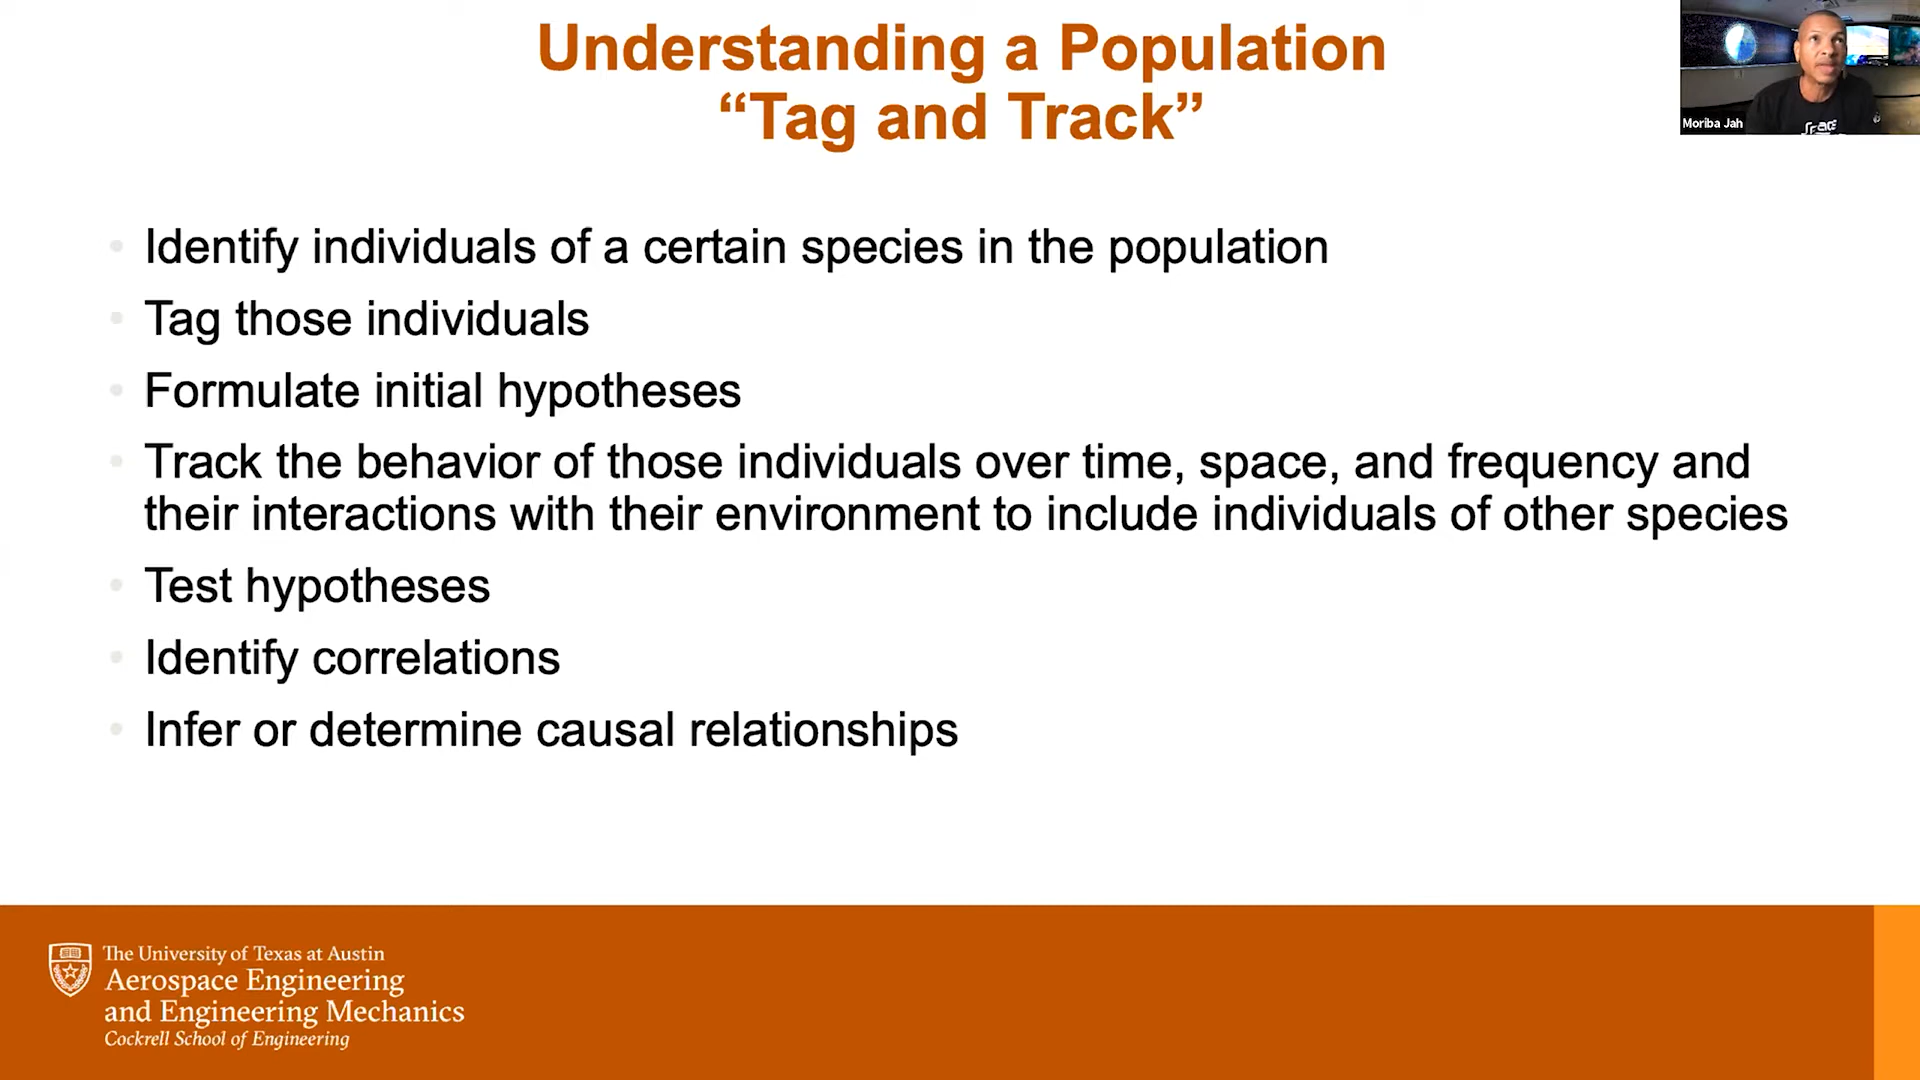 Understanding a Population
“Tag and Track”
Moriba Jah
Identify individuals of a certain species in the population
Tag those individuals
Formulate initial hypotheses
Track the behavior of those individuals over time, space, and frequency and
their interactions with their environment to include individuals of other species
Test hypotheses
Identify correlations
Infer or determine causal relationships
The University of Texas at Austin
Aerospace Engineering
and Engineering Mechanics
Cockrell School of Engineering